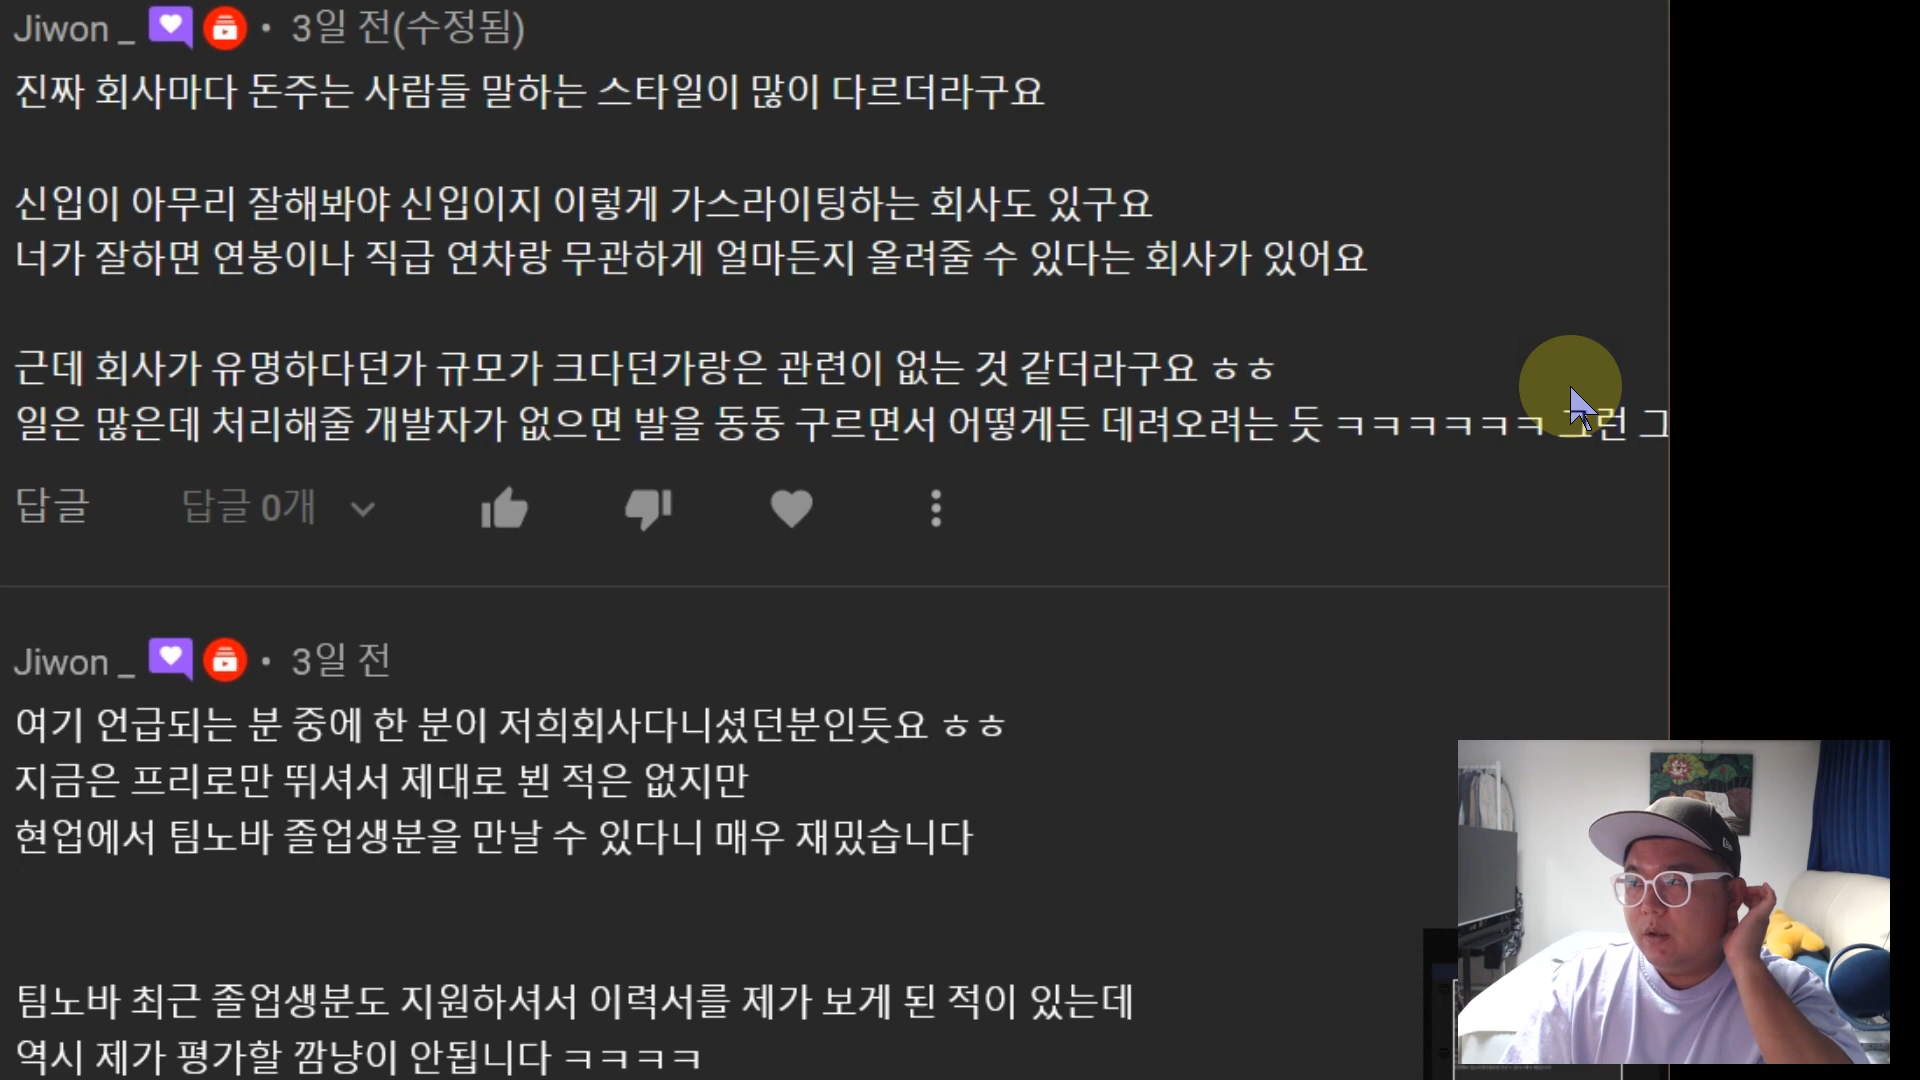 Jiwon _ • 3일 전(수정됨)
진짜 회사마다 돈주는 사람들 말하는 스타일이 많이 다르더라구요
신입이 아무리 잘해봐야 신입이지 이렇게 가스라이팅하는 회사도 있구요
너가 잘하면 연봉이나 직급 연차랑 무관하게 얼마든지 올려줄 수 있다는 회사가 있어요
근데 회사가 유명하다던가 규모가 크다던가랑은 관련이 없는 것 같더라구요 ㅎㅎ
일은 많은데 처리해줄 개발자가 없으면 발을 동동 구르면서 어떻게든 데려오려는 듯 ㅋㅋㅋㅋㅋㅋ 그런 그
답글 답글 0개
Jiwon _ • 3일 전
여기 언급되는 분 중에 한 분이 저희회사다니셨던분인듯요 ㅎㅎ
지금은 프리로만 뛰셔서 제대로 뵌 적은 없지만
현업에서 팀노바 졸업생분을 만날 수 있다니 매우 재밌습니다
팀노바 최근 졸업생분도 지원하셔서 이력서를 제가 보게 된 적이 있는데
역시 제가 평가할 깜냥이 안됩니다 ㅋㅋㅋㅋ